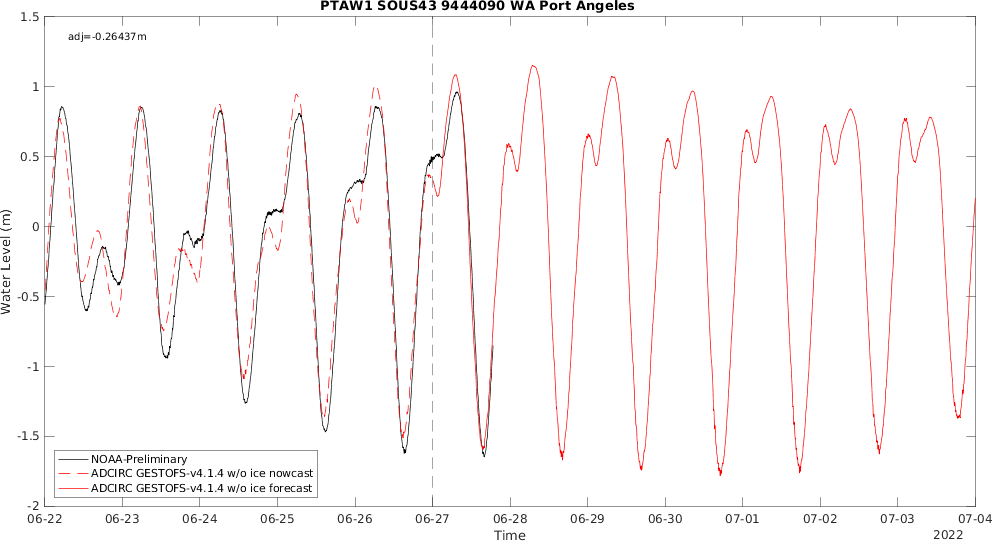 PTAW1 SOUS43 9444090 WA Port Angeles
adj=-0.26437m
1.5
1
0.5
0
-0.5
-1
-1.5
-2
Water Level (m)
NOAA-Preliminary
ADCIRC GESTOFS-v4.1.4 w/o ice nowcast
ADCIRC GESTOFS-v4.1.4 w/o ice forecast
06-22 06-23 06-24 06-25 06-26 06-27 06-28 06-29 06-30 07-01 07-02 07-03 07-04
Time
2022